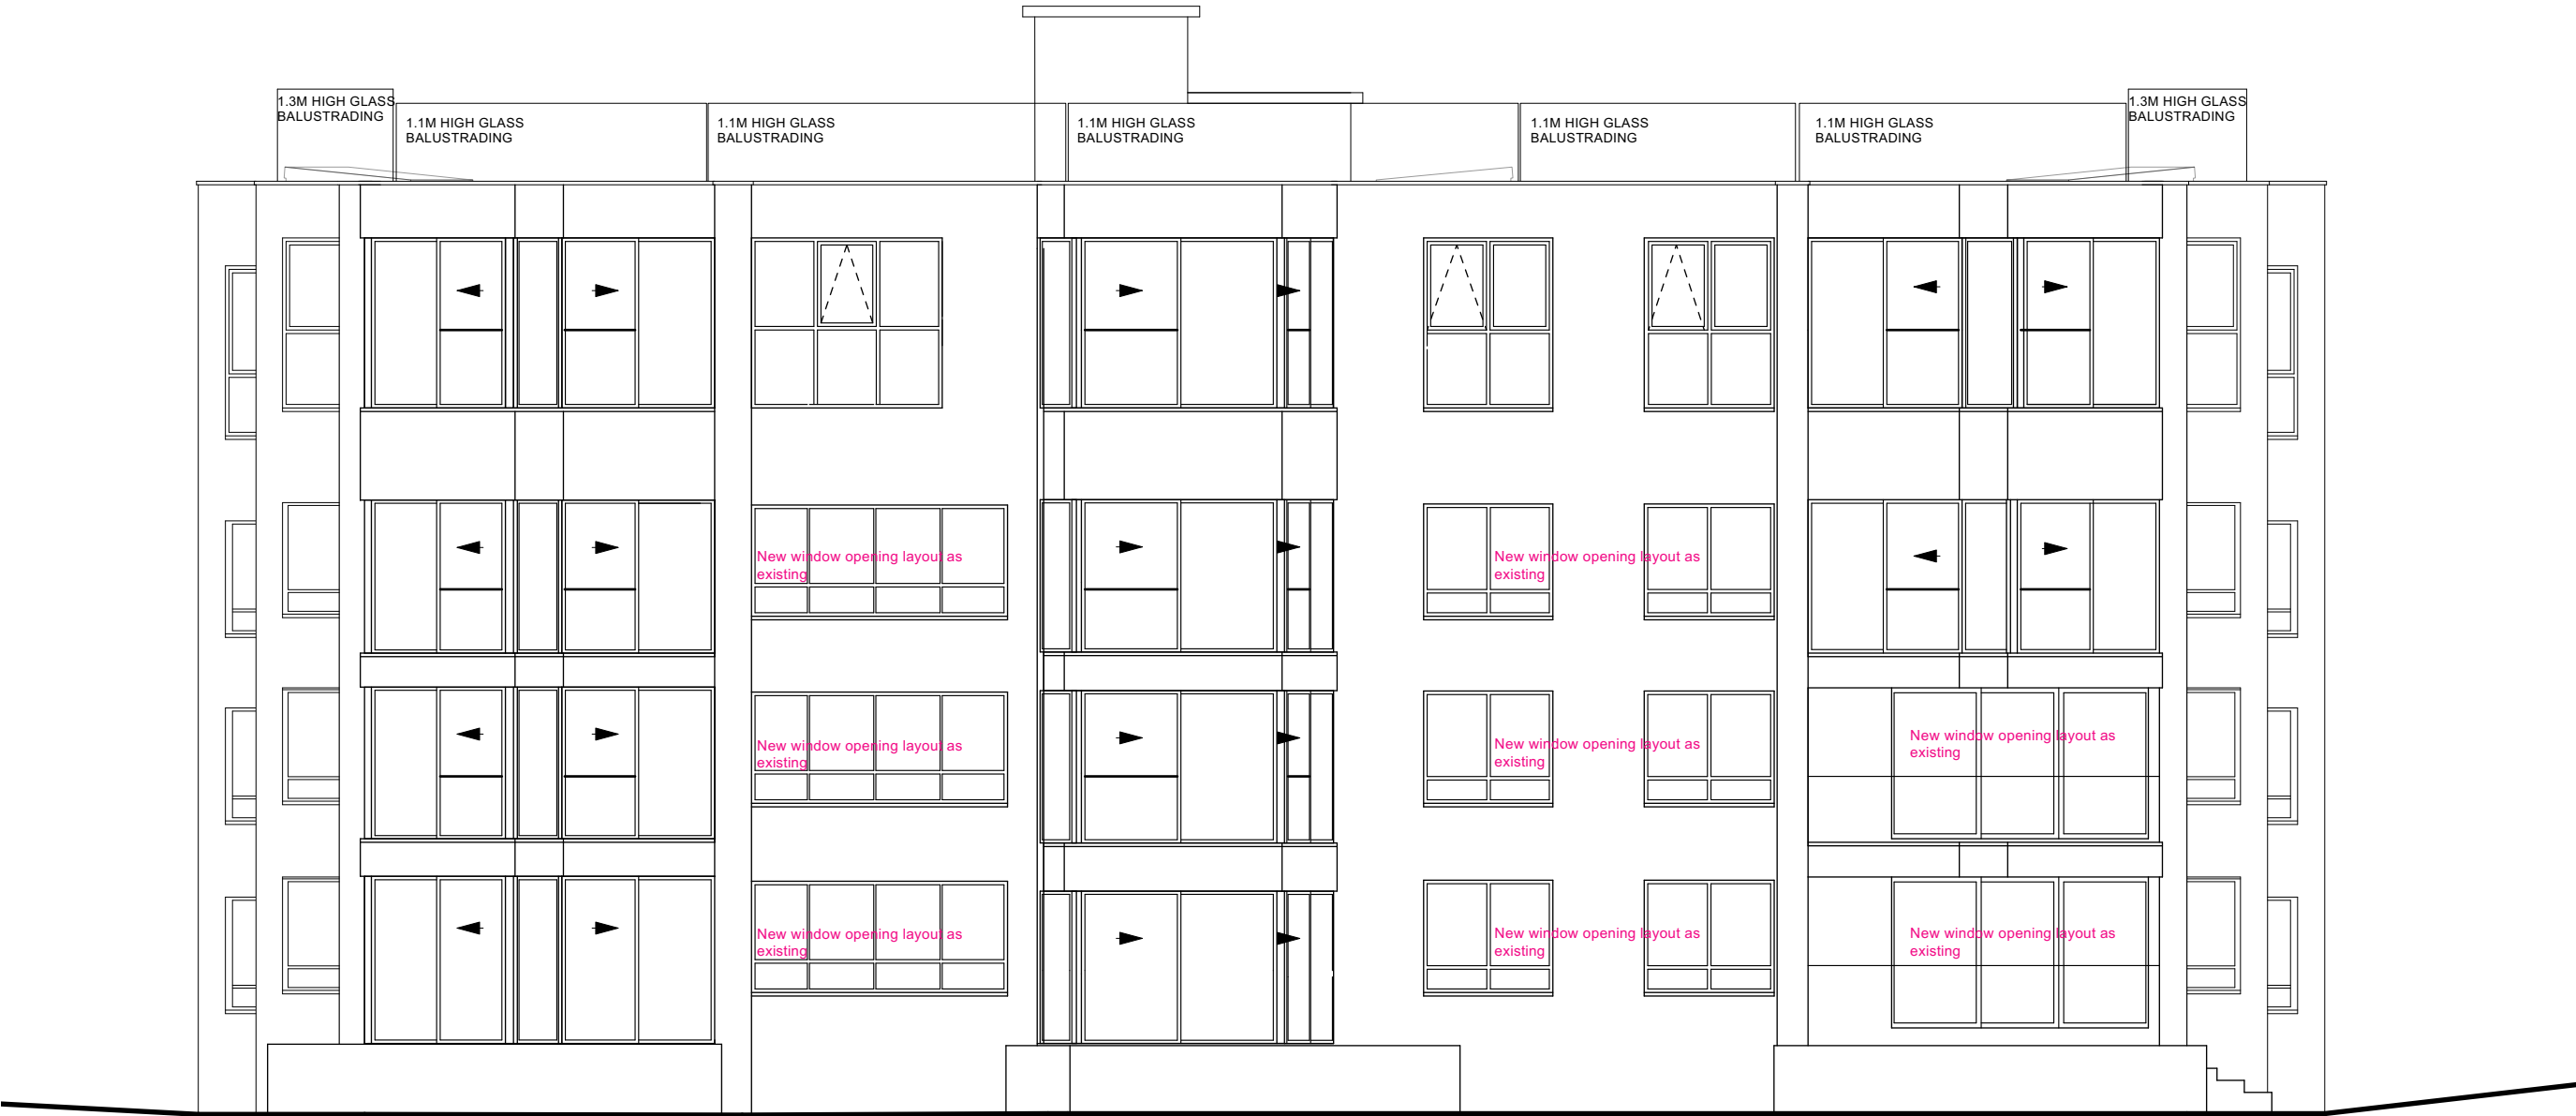 1.3M HIGH GLASS
BALUSTRADING
1.1M HIGH GLASS
BALUSTRADING
1.1M HIGH GLASS
BALUSTRADING
1.1M HIGH GLASS
BALUSTRADING
1.1M HIGH GLASS
BALUSTRADING
1.1M HIGH GLASS
BALUSTRADING
1.3M HIGH GLASS
BALUSTRADING
New window opening layout as
existing
New window opening layout as
existing
New window opening layout as
existing
New window opening layout as
existing
New window opening layout as
existing
New window opening layout as
existing
New window opening layout as
existing
New window opening layout as
existing